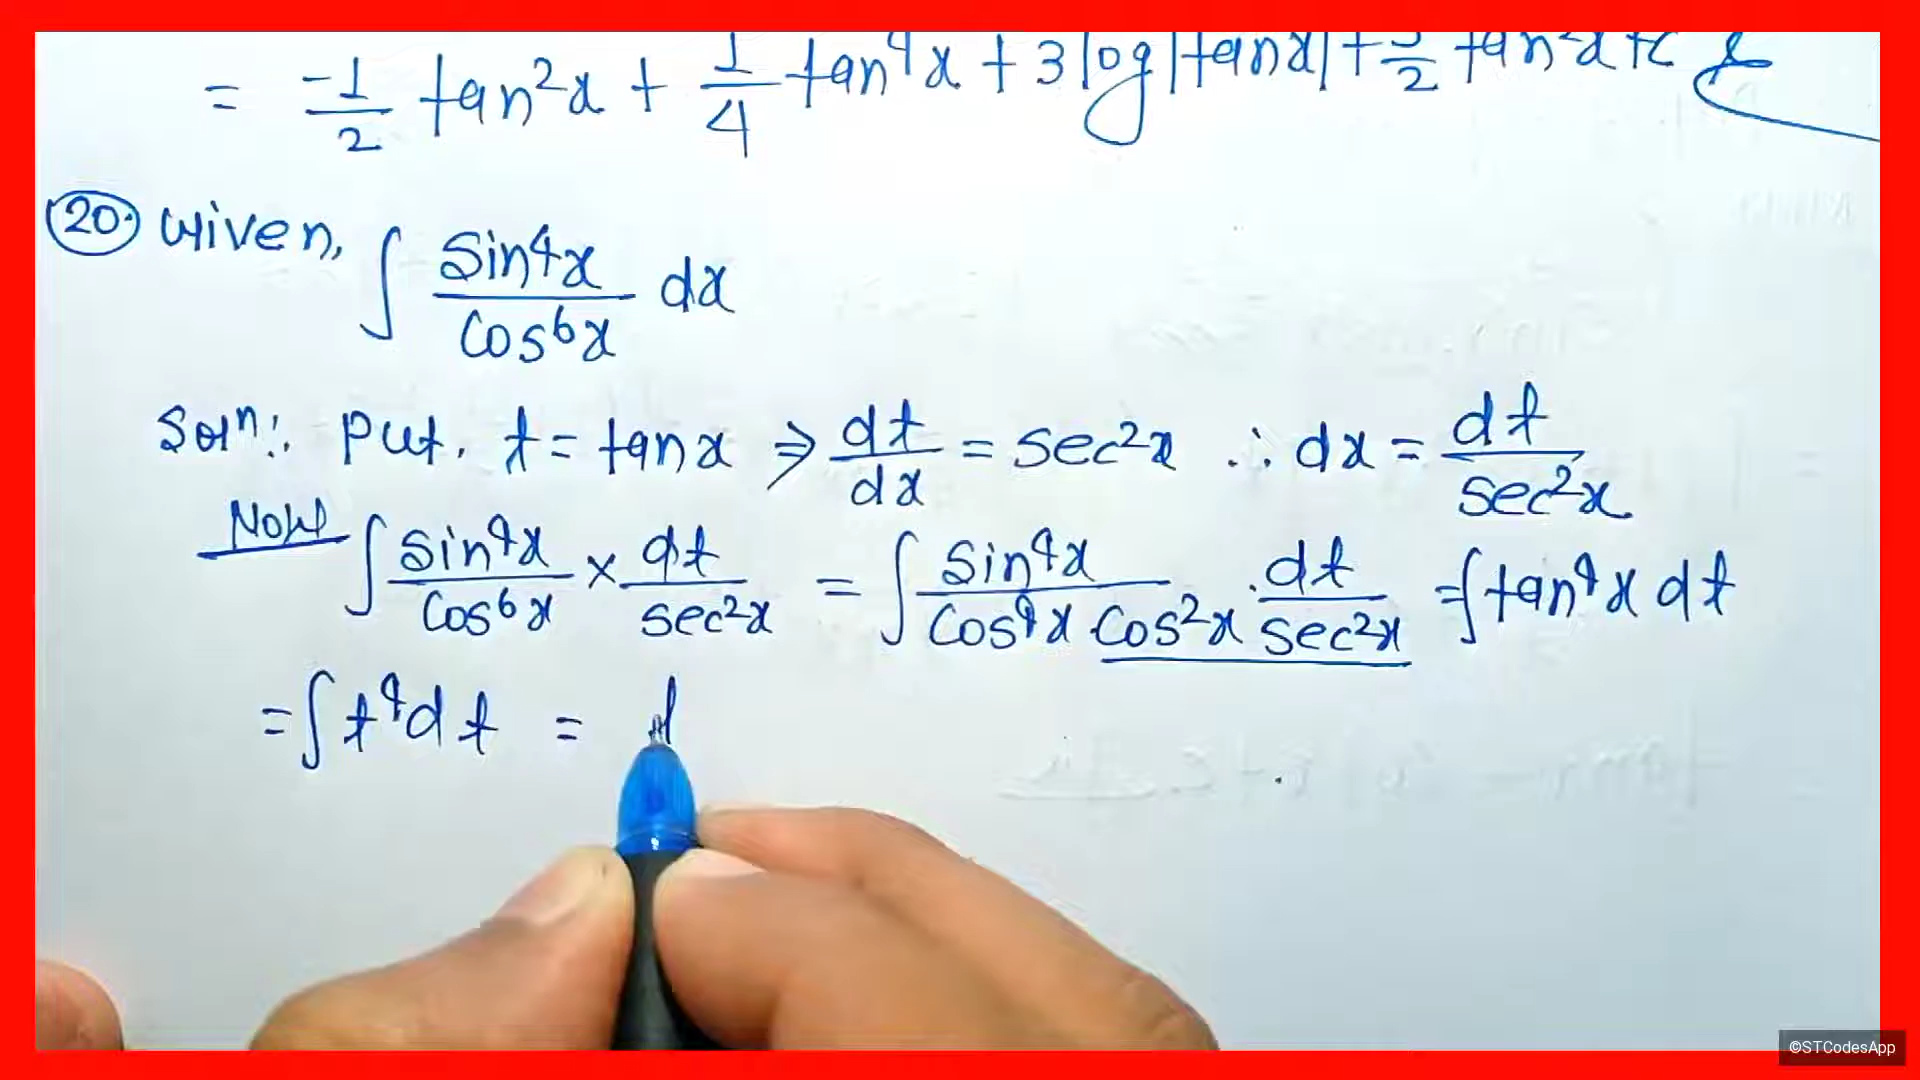 = -1/2 tan²x + 1/4 tan⁴x + 3 log|tanx| + 3/2 tan²x + c
20. Given, ∫ sin⁴x/cos⁶x dx
Solⁿ:. Put, t = tanx ⇒ dt/dx = sec²x ∴ dx = dt/sec²x
Now ∫ sin⁴x/cos⁶x × dt/sec²x = ∫ sin⁴x/cos⁴x cos²x . dt/sec²x = ∫ tan⁴x dt
= ∫ t⁴ dt =
©STCodesApp